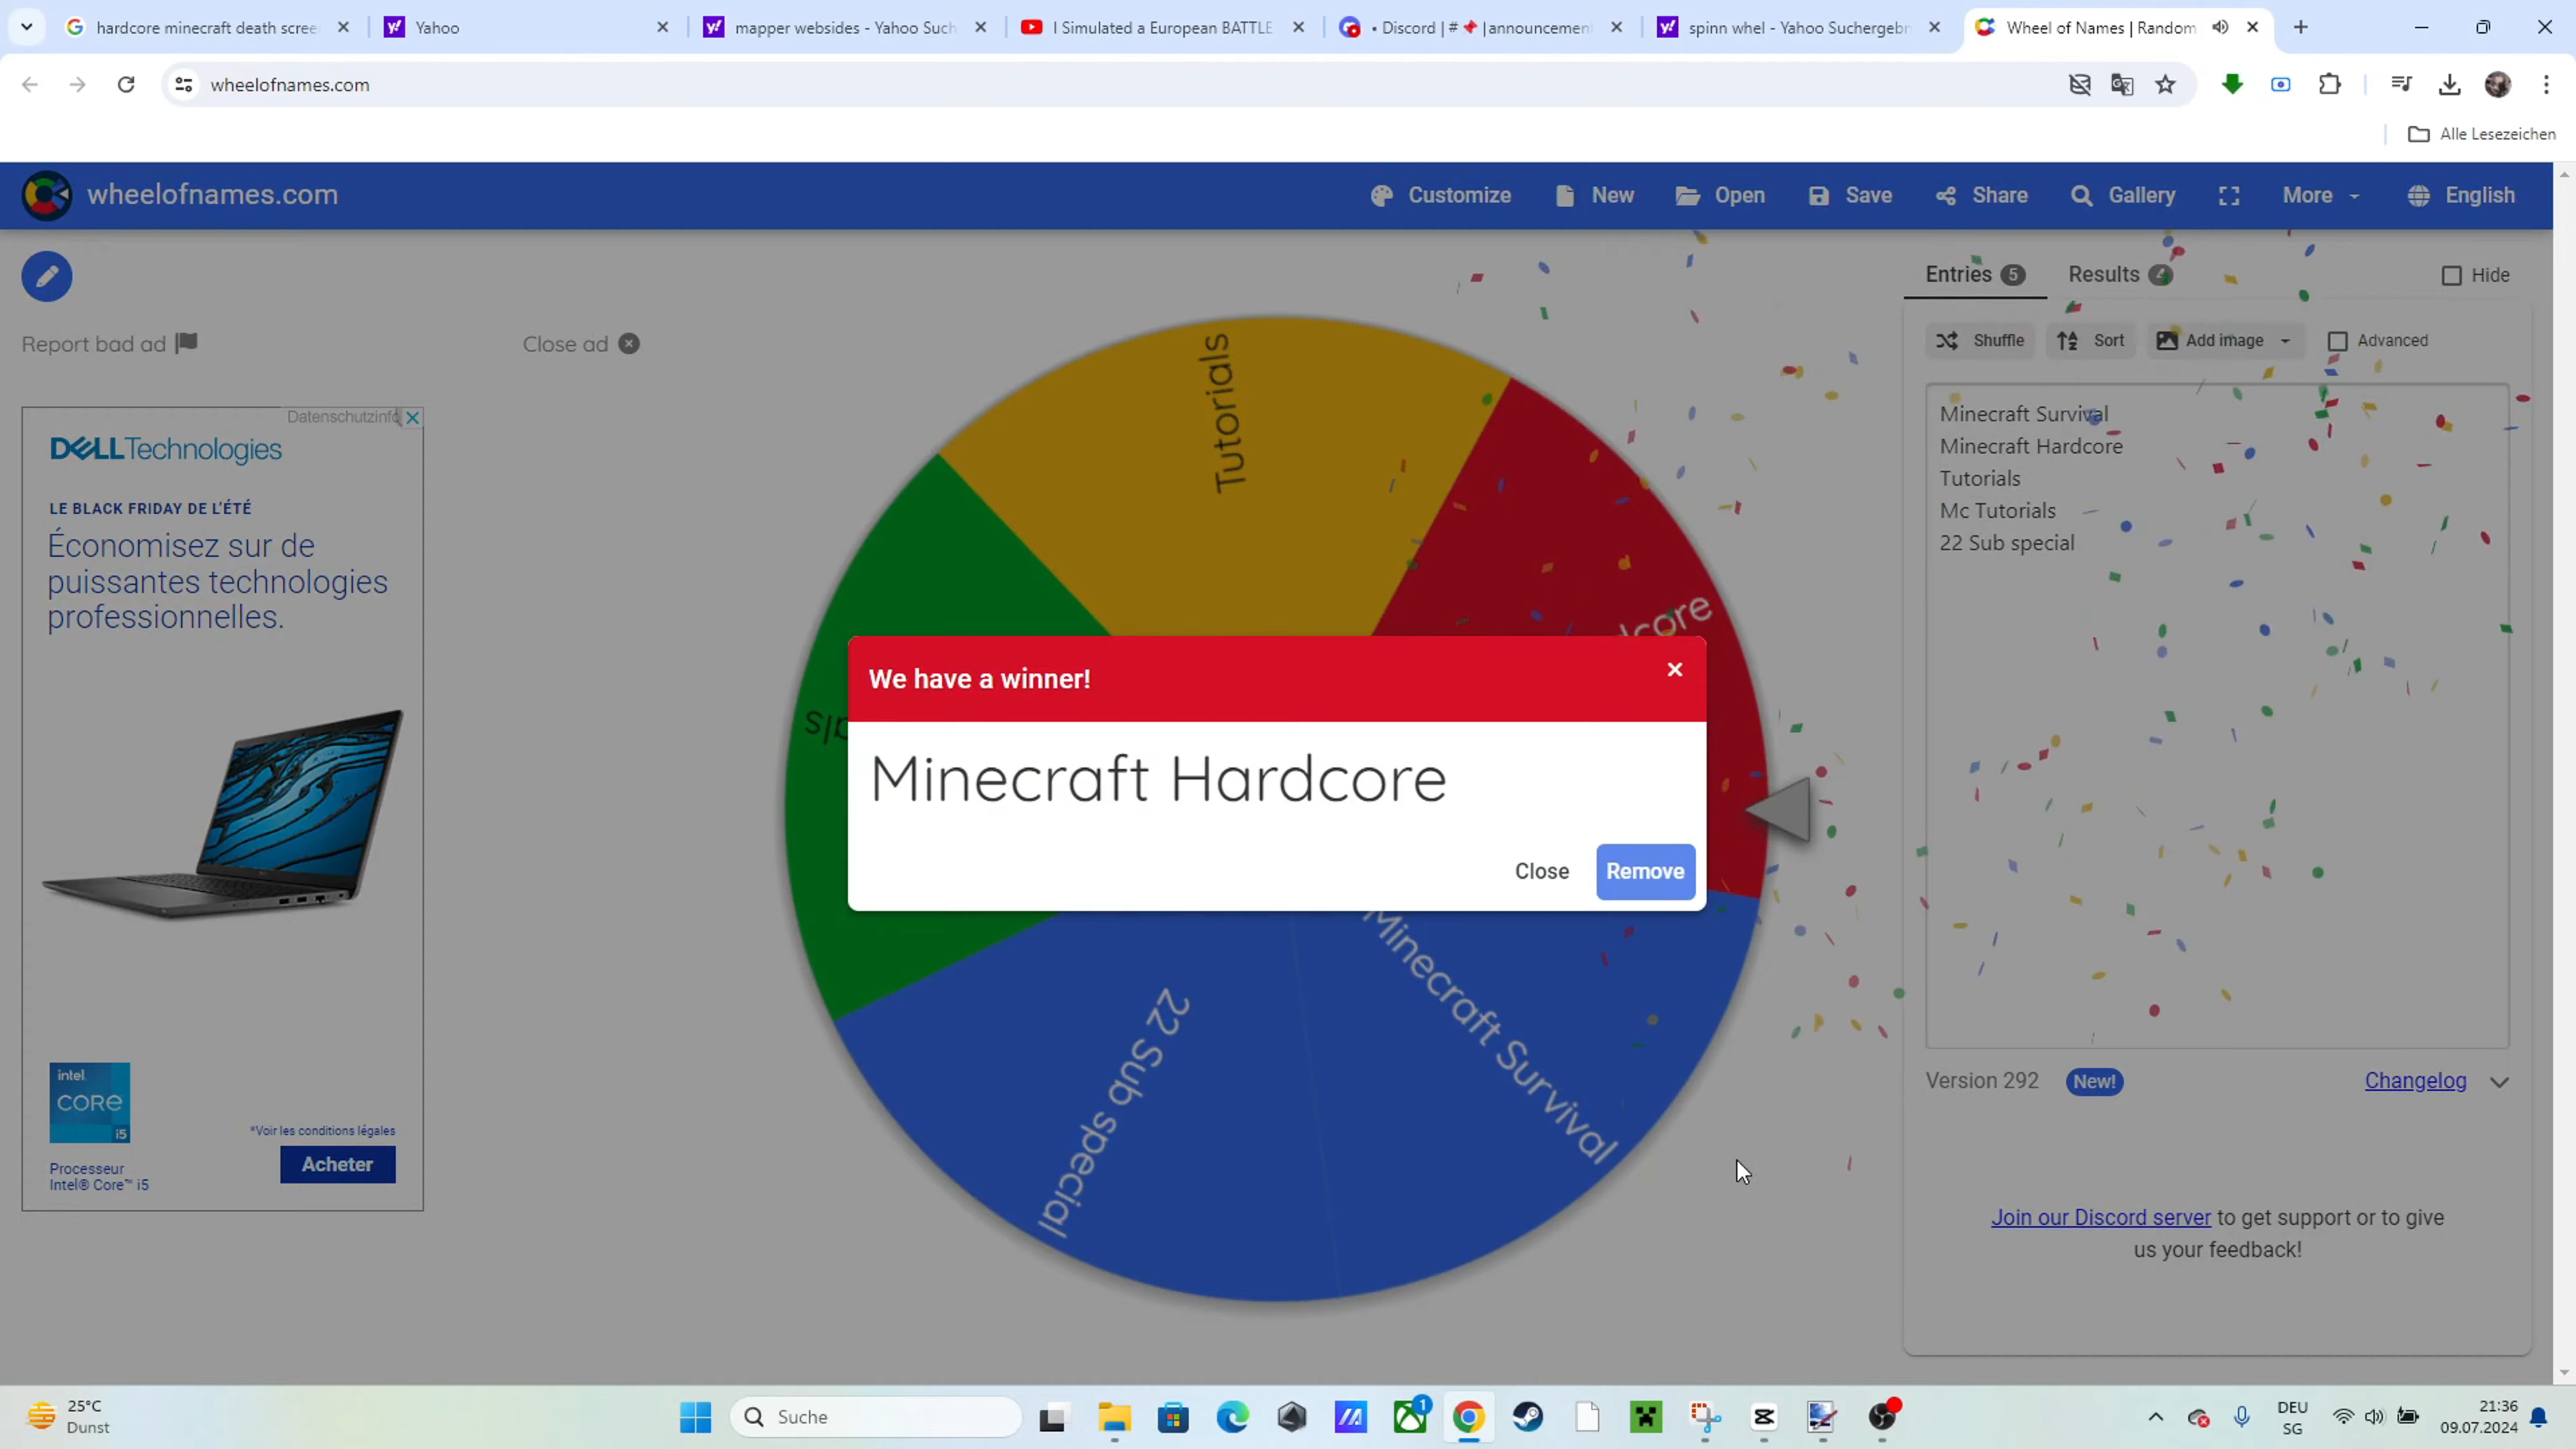 hardcore minecraft death scree
Yahoo
mapper websides - Yahoo Such
I Simulated a European BATTLE
• Discord | # |announcement
spinn whel - Yahoo Suchergebn
Wheel of Names | Random
wheelofnames.com
Alle Lesezeichen
wheelofnames.com
Customize
New
Open
Save
Share
Gallery
More
English
Report bad ad
Close ad
Entries 5
Results 4
Hide
Shuffle
Sort
Add image
Advanced
Datenschutzinfo
DELLTechnologies
LE BLACK FRIDAY DE L'ÉTÉ
Économisez sur de
puissantes technologies
professionnelles.
intel
CORE
i5
*Voir les conditions légales
Processeur
Intel® Core™ i5
Acheter
Tutorials
dcore
ials
22 Sub special
Minecraft Survival
We have a winner!
Minecraft Hardcore
Close
Remove
Minecraft Survival
Minecraft Hardcore
Tutorials
Mc Tutorials
22 Sub special
Version 292
New!
Changelog
Join our Discord server to get support or to give
us your feedback!
25°C
Dunst
Suche
1
DEU
SG
21:36
09.07.2024